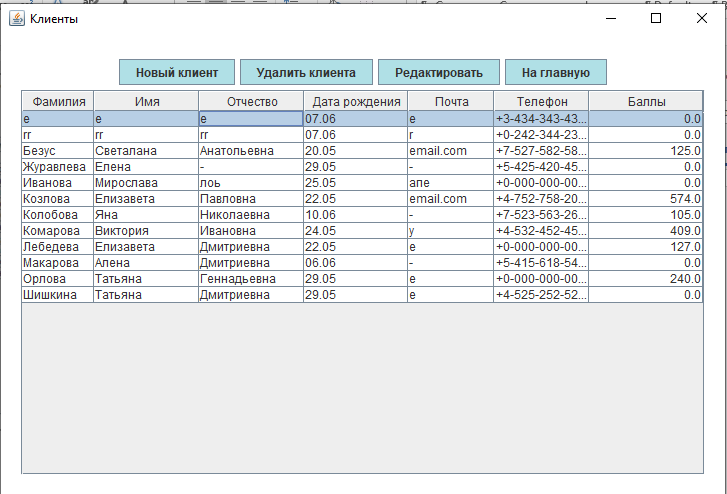 Клиенты
Новый клиент Удалить клиента Редактировать На главную
Фамилия Имя Отчество Дата рождения Почта Телефон Баллы
е е е 07.06 е +3-434-343-43... 0.0
rr rr rr 07.06 r +0-242-344-23... 0.0
Безус Светалана Анатольевна 20.05 email.com +7-527-582-58... 125.0
Журавлева Елена - 29.05 - +5-425-420-45... 0.0
Иванова Мирослава лоь 25.05 апе +0-000-000-00... 0.0
Козлова Елизавета Павловна 22.05 email.com +4-752-758-20... 574.0
Колобова Яна Николаевна 10.06 - +7-523-563-26... 105.0
Комарова Виктория Ивановна 24.05 у +4-532-452-45... 409.0
Лебедева Елизавета Дмитриевна 22.05 е +0-000-000-00... 127.0
Макарова Алена Дмитриевна 06.06 - +5-415-618-54... 0.0
Орлова Татьяна Геннадьевна 29.05 е +0-000-000-00... 240.0
Шишкина Татьяна Дмитриевна 29.05 е +4-525-252-52... 0.0